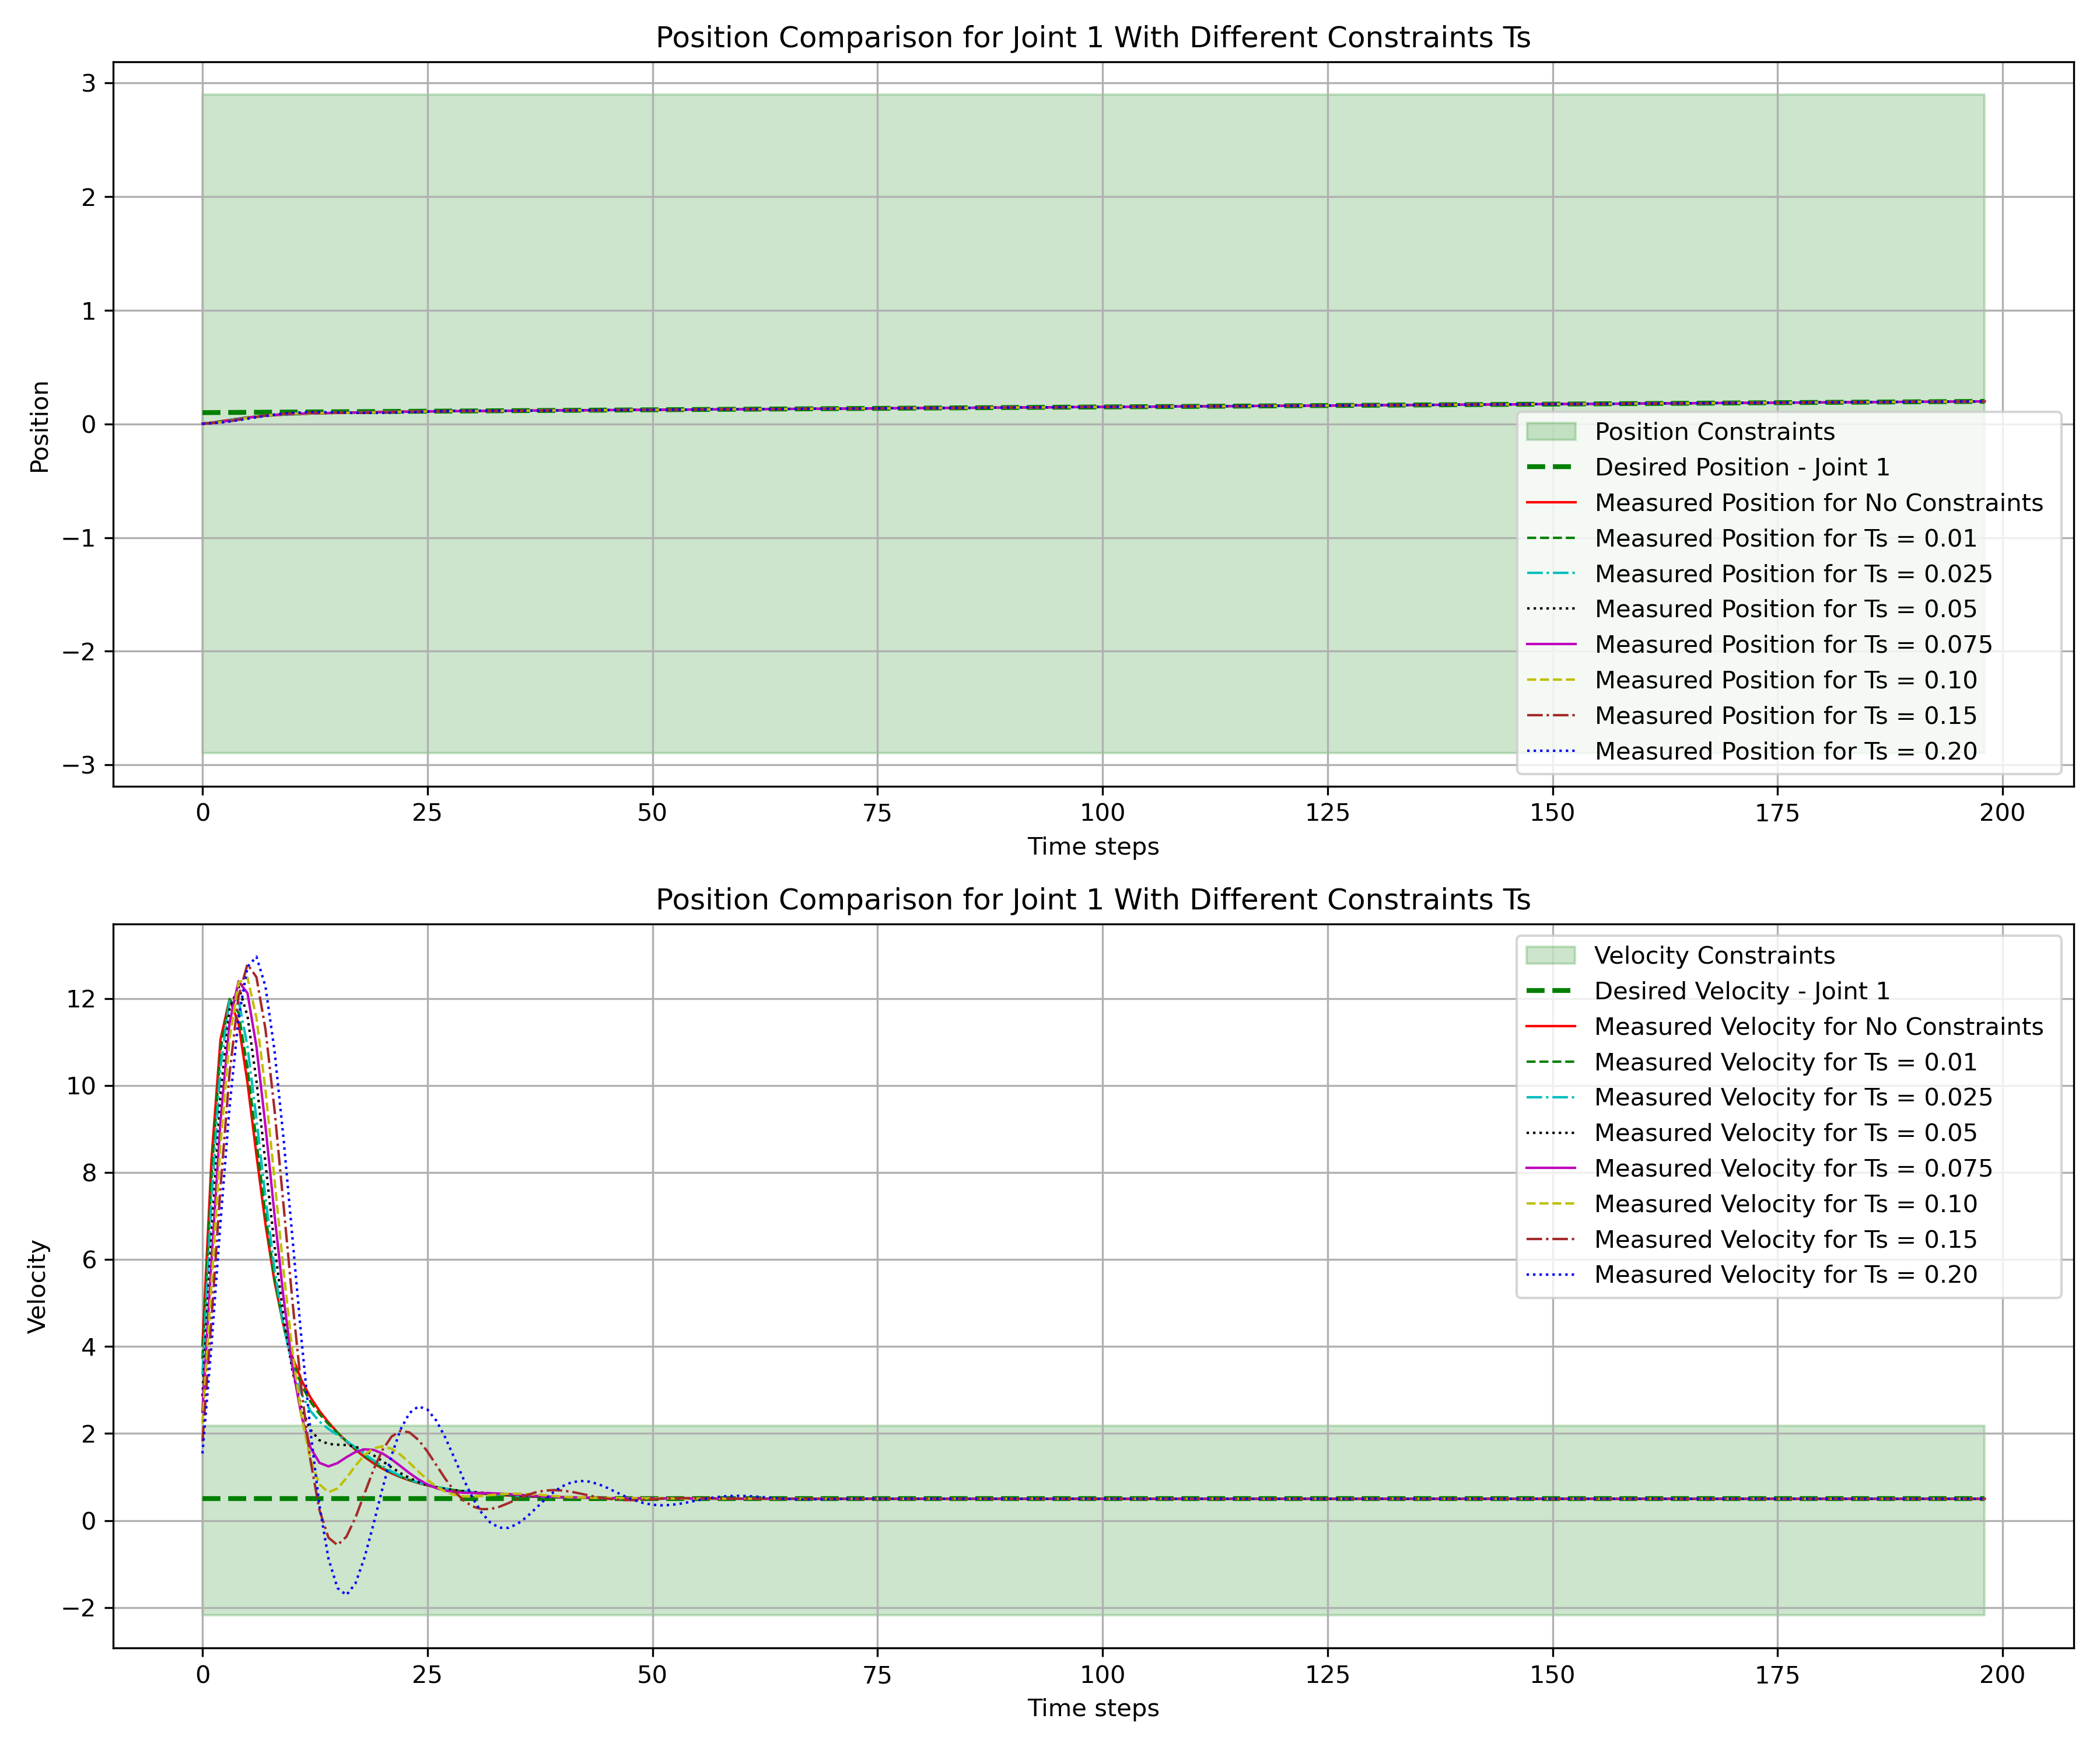 Position Comparison for Joint 1 With Different Constraints Ts
3
2
1
0
−1
−2
−3
Position
Position Constraints
Desired Position - Joint 1
Measured Position for No Constraints
Measured Position for Ts = 0.01
Measured Position for Ts = 0.025
Measured Position for Ts = 0.05
Measured Position for Ts = 0.075
Measured Position for Ts = 0.10
Measured Position for Ts = 0.15
Measured Position for Ts = 0.20
0 25 50 75 100 125 150 175 200
Time steps
Position Comparison for Joint 1 With Different Constraints Ts
12
10
8
6
4
2
0
−2
Velocity
Velocity Constraints
Desired Velocity - Joint 1
Measured Velocity for No Constraints
Measured Velocity for Ts = 0.01
Measured Velocity for Ts = 0.025
Measured Velocity for Ts = 0.05
Measured Velocity for Ts = 0.075
Measured Velocity for Ts = 0.10
Measured Velocity for Ts = 0.15
Measured Velocity for Ts = 0.20
0 25 50 75 100 125 150 175 200
Time steps